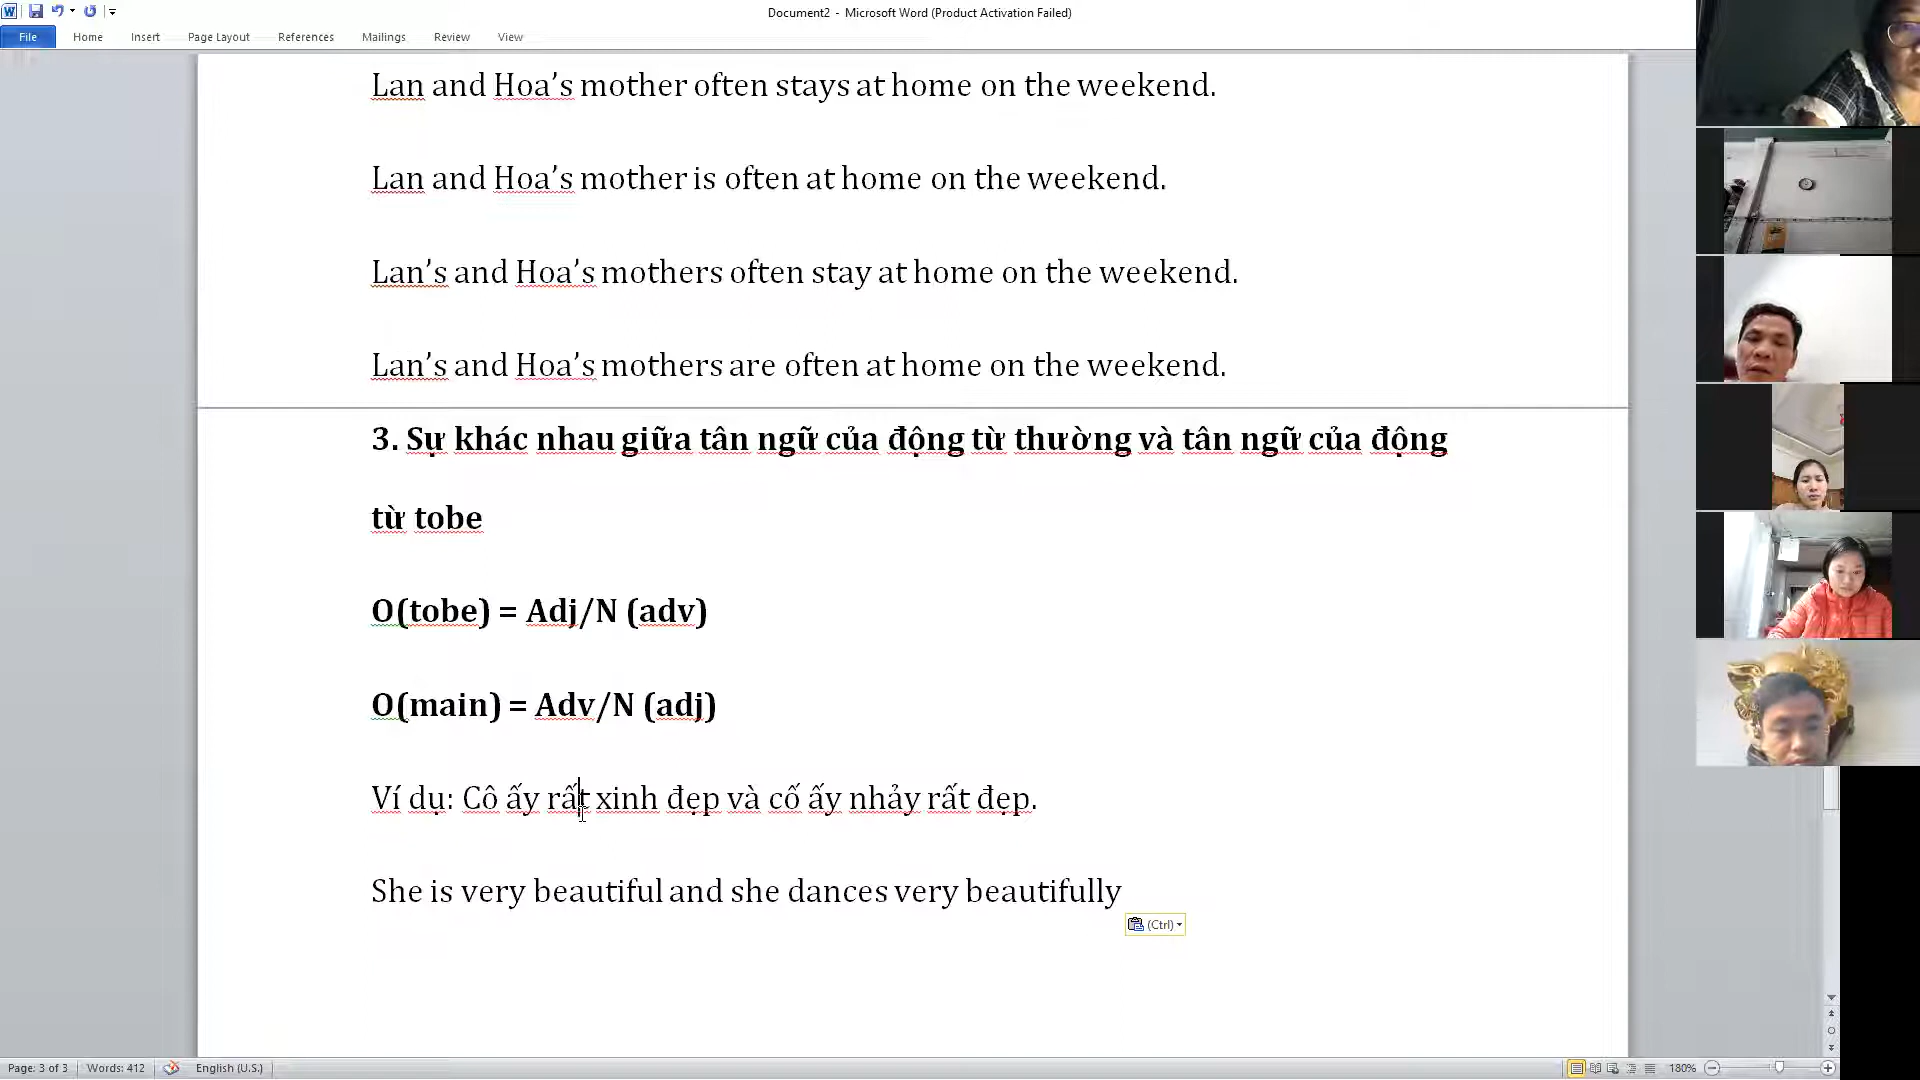 Document2 - Microsoft Word (Product Activation Failed)
File Home Insert Page Layout References Mailings Review View
Lan and Hoa’s mother often stays at home on the weekend.
Lan and Hoa’s mother is often at home on the weekend.
Lan’s and Hoa’s mothers often stay at home on the weekend.
Lan’s and Hoa’s mothers are often at home on the weekend.
3. Sự khác nhau giữa tân ngữ của động từ thường và tân ngữ của động
từ tobe
O(tobe) = Adj/N (adv)
O(main) = Adv/N (adj)
Ví dụ: Cô ấy rất xinh đẹp và cố ấy nhảy rất đẹp.
She is very beautiful and she dances very beautifully
(Ctrl)
Page: 3 of 3 Words: 412 English (U.S.) 180%